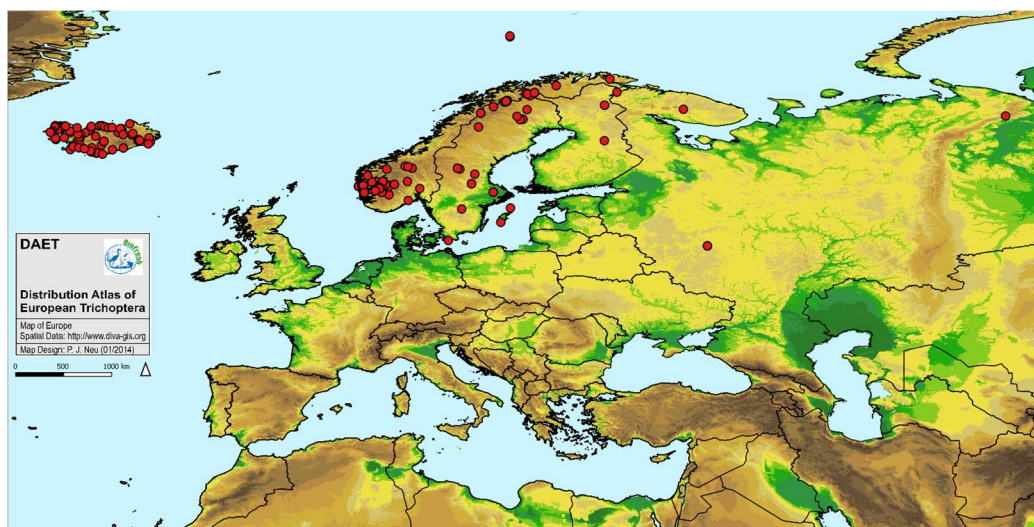 DAET
Biofresh
Distribution Atlas of
European Trichoptera
Map of Europe
Spatial Data: http://www.diva-gis.org
Map Design: P. J. Neu (01/2014)
0 500 1000 km